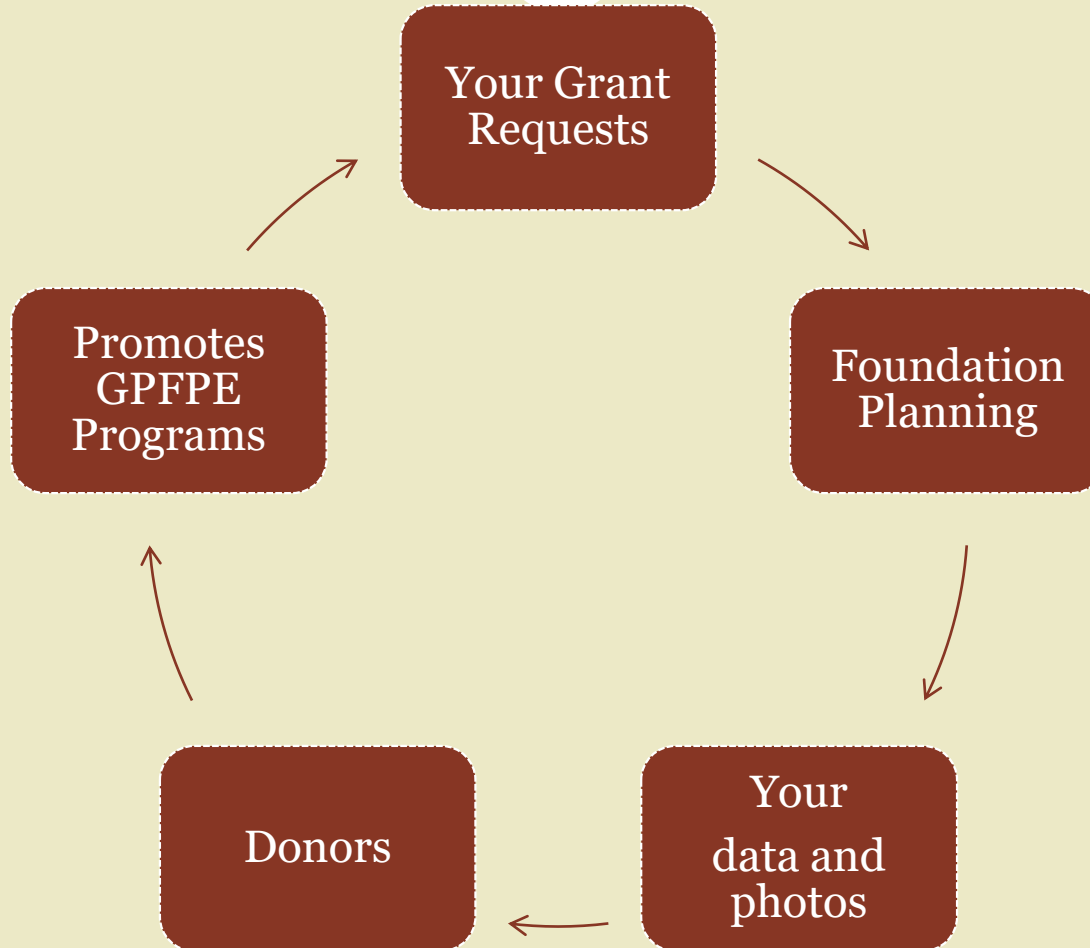 Your Grant
Requests
Foundation
Planning
Your
data and
photos
Donors
Promotes
GPFPE
Programs